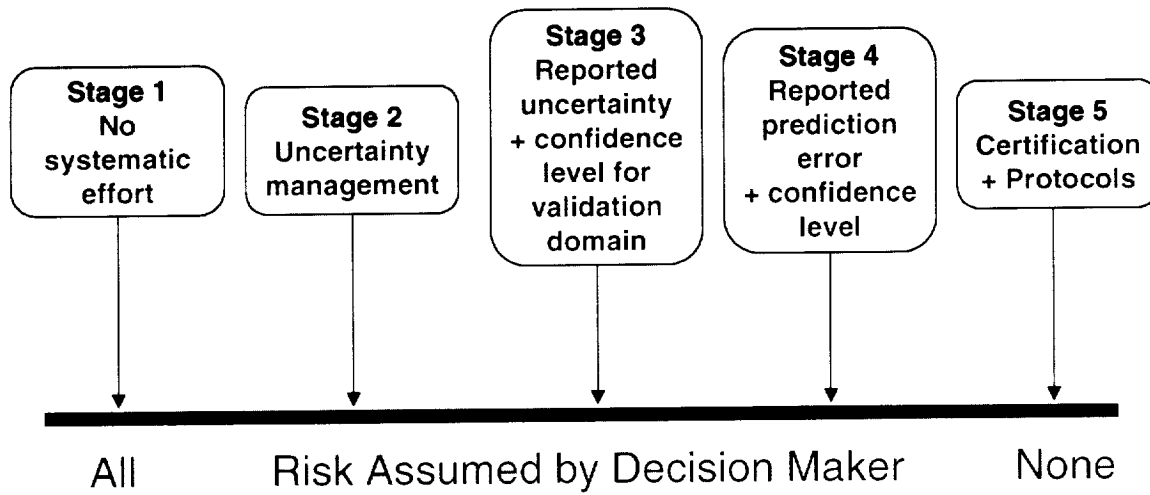 Stage 1
No
systematic
effort
Stage 2
Uncertainty
management
Stage 3
Reported
uncertainty
+ confidence
level for
validation
domain
Stage 4
Reported
prediction
error
+ confidence
level
Stage 5
Certification
+ Protocols
All
Risk Assumed by Decision Maker
None